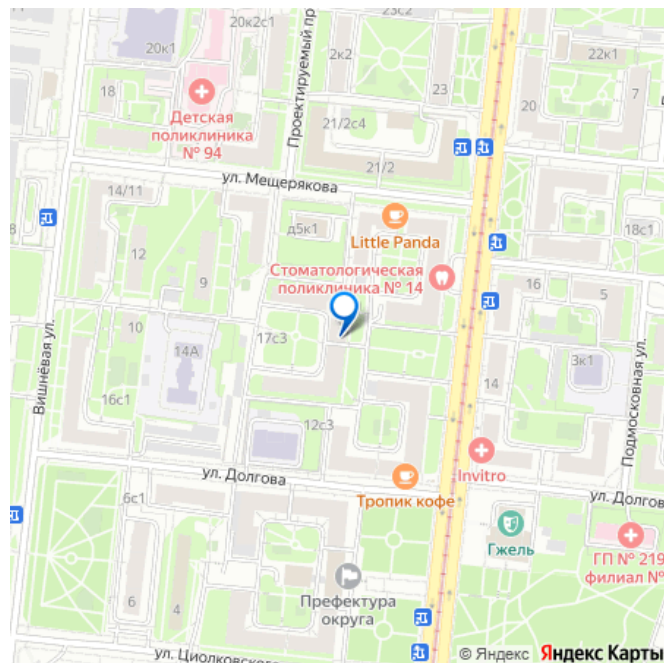 23с2
20к2с1
20к1
2к2
22к1
7
18
23
20
Проектируемый пр
Детская
поликлиника
№ 94
21/2с4
21/2
ул. Мещерякова
14/11
д5к1
Little Panda
18с1
12
9
Стоматологическая
поликлиника № 14
16
5
8
10
17с3
14А
3к1
14
Вишнёвая ул.
16с1
12с3
Подмосковная ул.
Invitro
ул. Долгова
Тропик кофе
ул. Долгов
6с1
Гжель
ГП № 219
филиал №
6
4
Префектура
округа
ул. Циолковского
© Яндекс Яндекс Карты